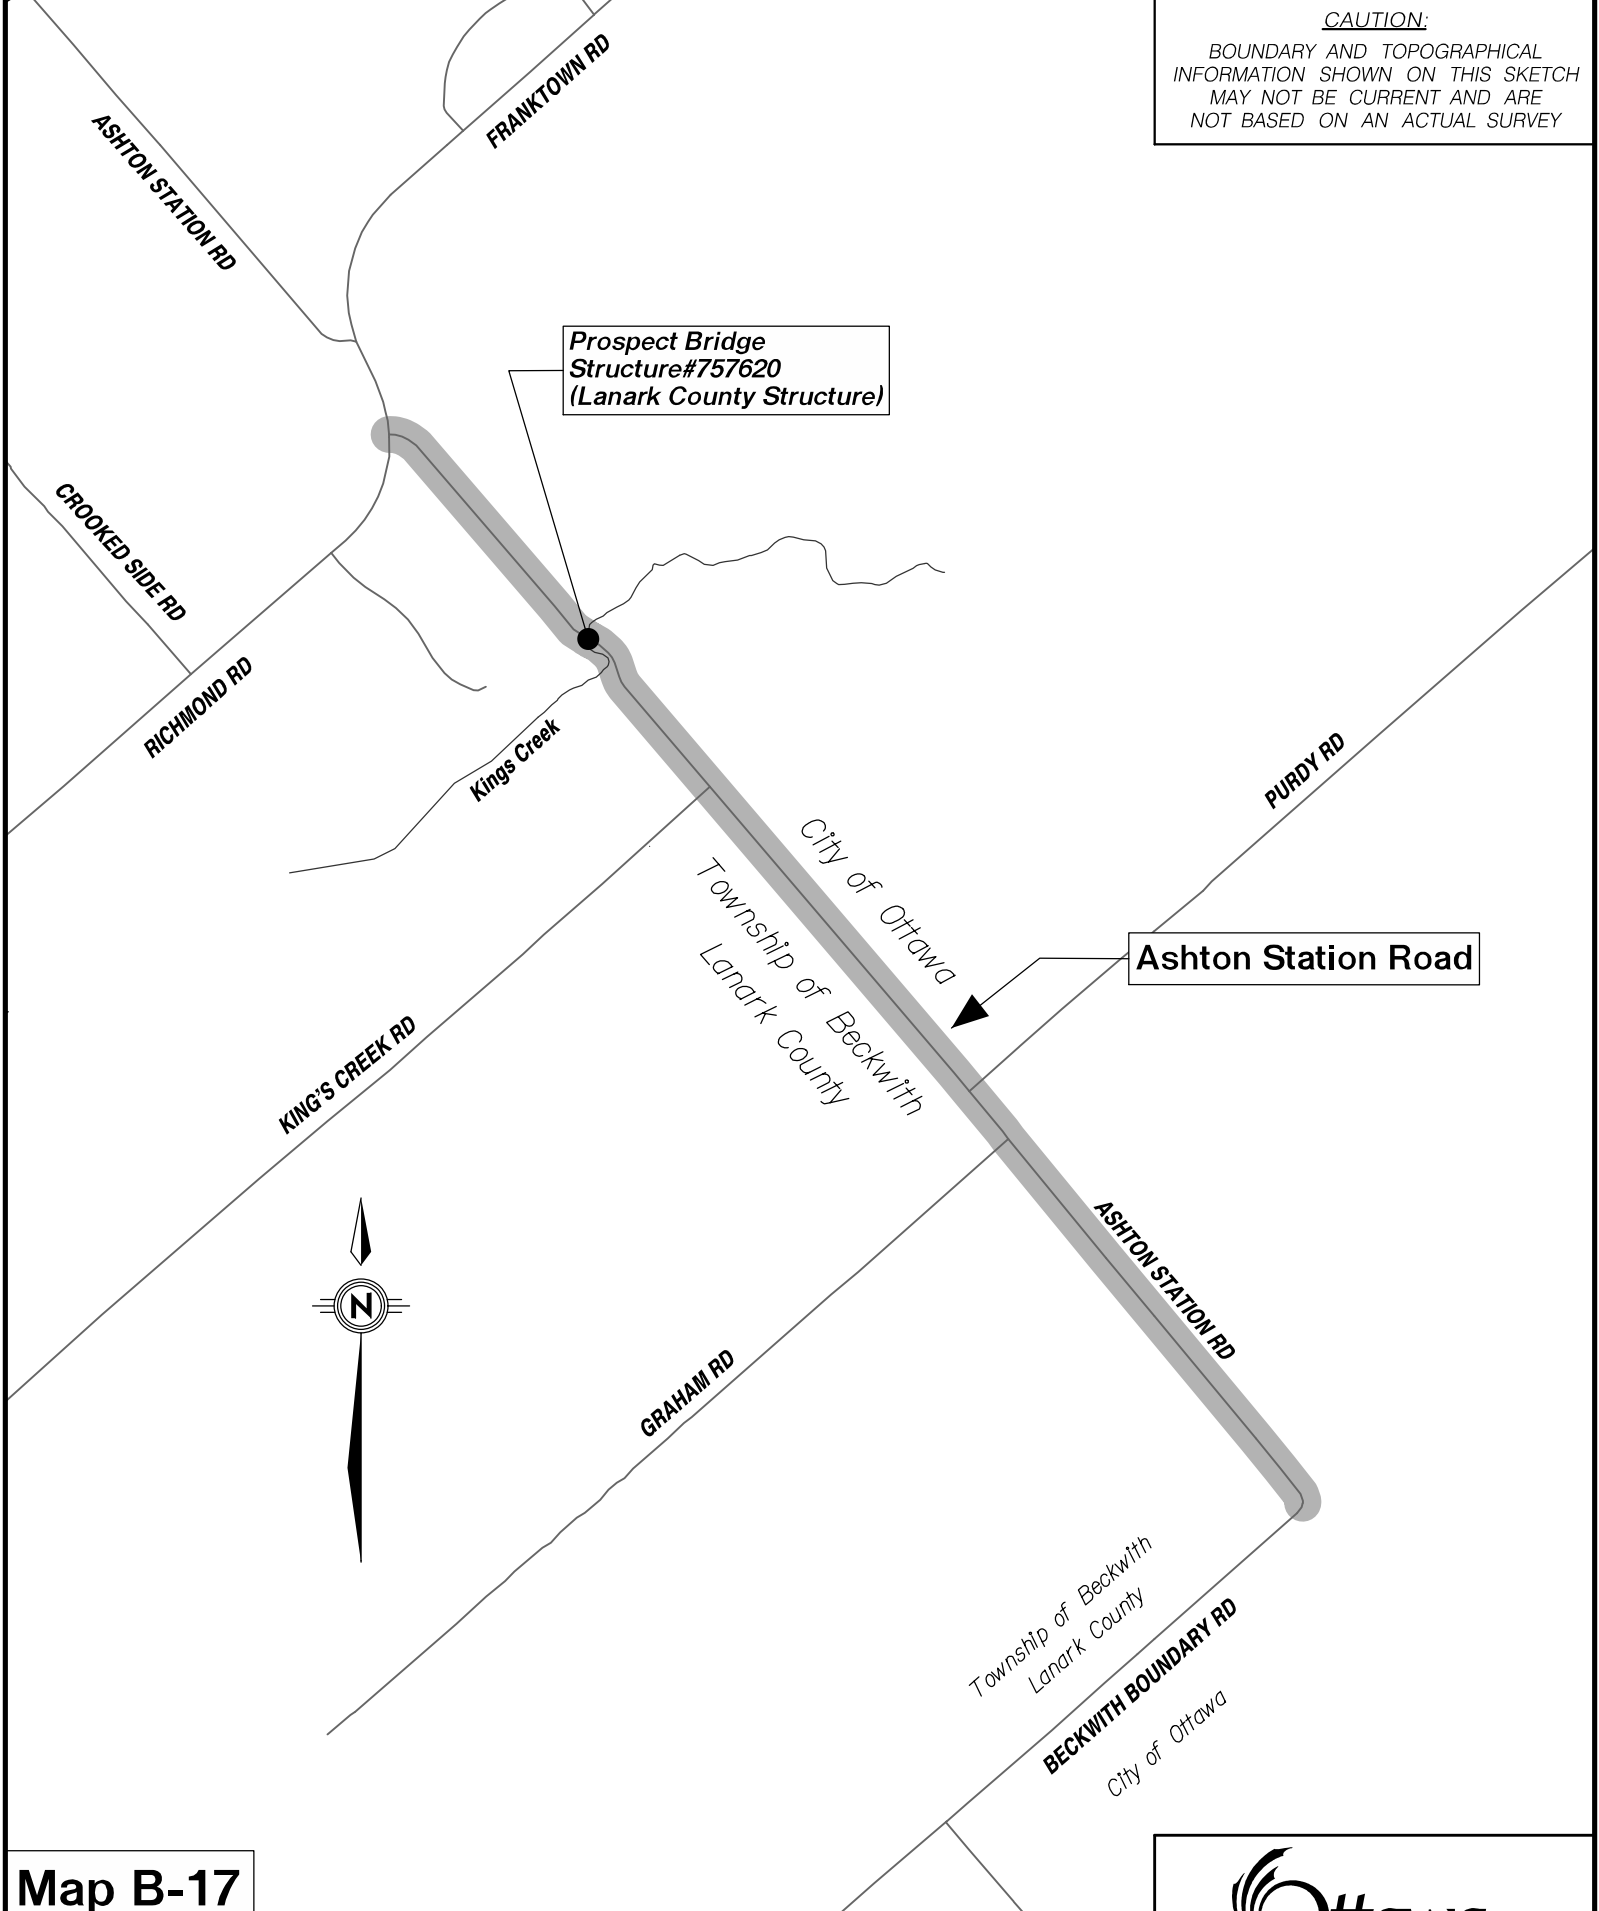 CAUTION:
BOUNDARY AND TOPOGRAPHICAL
INFORMATION SHOWN ON THIS SKETCH
MAY NOT BE CURRENT AND ARE
NOT BASED ON AN ACTUAL SURVEY
FRANKTOWN RD
ASHTON STATION RD
Prospect Bridge
Structure#757620
(Lanark County Structure)
CROOKED SIDE RD
RICHMOND RD
Kings Creek
PURDY RD
City of Ottawa
Township of Beckwith
Lanark County
Ashton Station Road
KING'S CREEK RD
N
ASHTON STATION RD
GRAHAM RD
Township of Beckwith
Lanark County
BECKWITH BOUNDARY RD
City of Ottawa
Map B-17
Ottawa